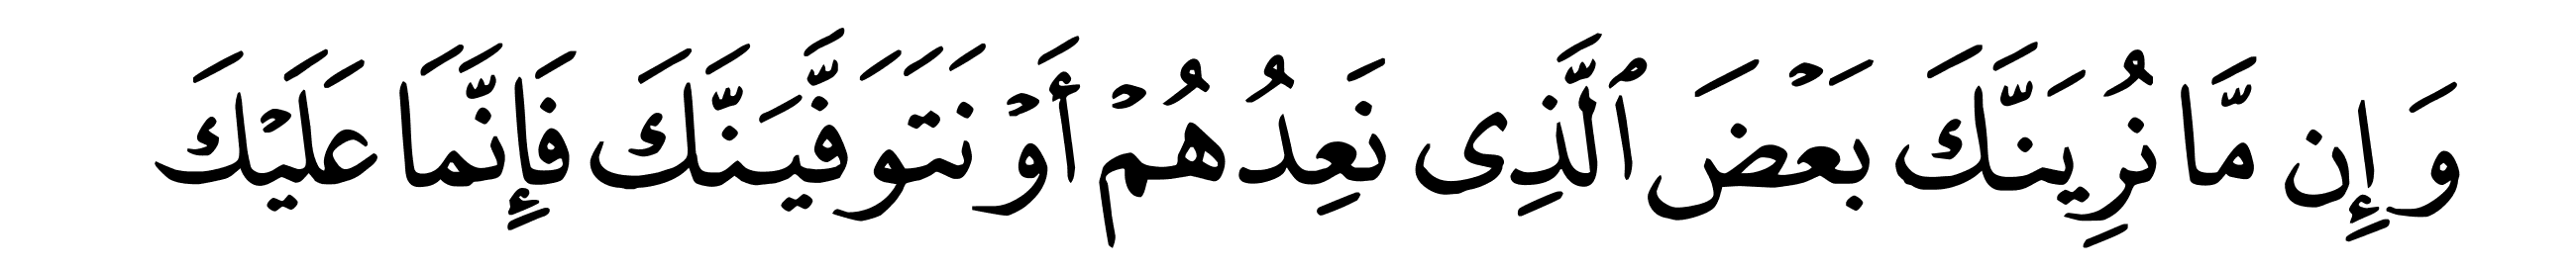 وَإِن مَّا نُرِيَنَّكَ بَعۡضَ ٱلَّذِى نَعِدُهُمۡ أَوۡ نَتَوَفَّيَنَّكَ فَإِنَّمَا عَلَيۡكَ